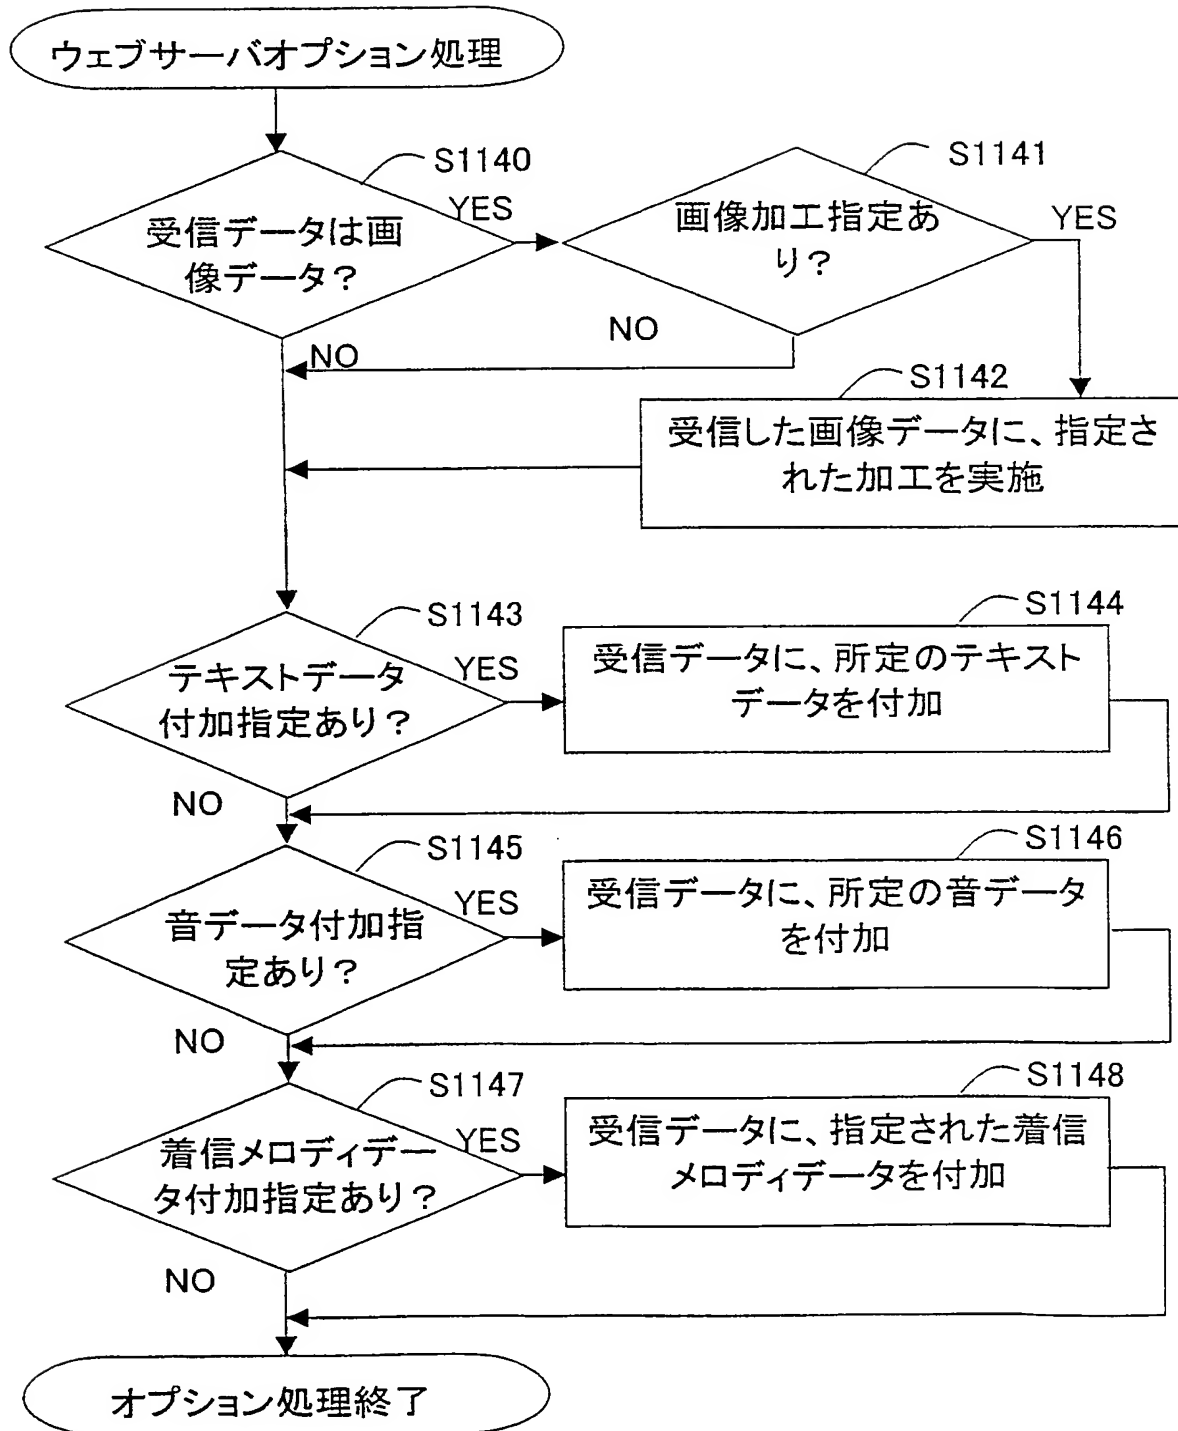 ウェブサーバオプション処理
S1140
受信データは画
像データ？
YES
S1141
画像加工指定あ
り？
YES
NO
NO
S1142
受信した画像データに、指定さ
れた加工を実施
S1143
テキストデータ
付加指定あり？
YES
S1144
受信データに、所定のテキスト
データを付加
NO
S1145
音データ付加指
定あり？
YES
S1146
受信データに、所定の音データ
を付加
NO
S1147
着信メロディデー
タ付加指定あり？
YES
S1148
受信データに、指定された着信
メロディデータを付加
NO
オプション処理終了